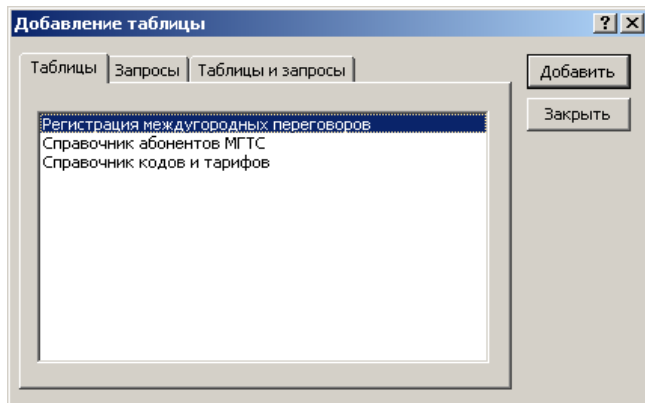 Добавление таблицы
Таблицы Запросы Таблицы и запросы
Добавить
Закрыть
Регистрация междугородных переговоров
Справочник абонентов МГТС
Справочник кодов и тарифов